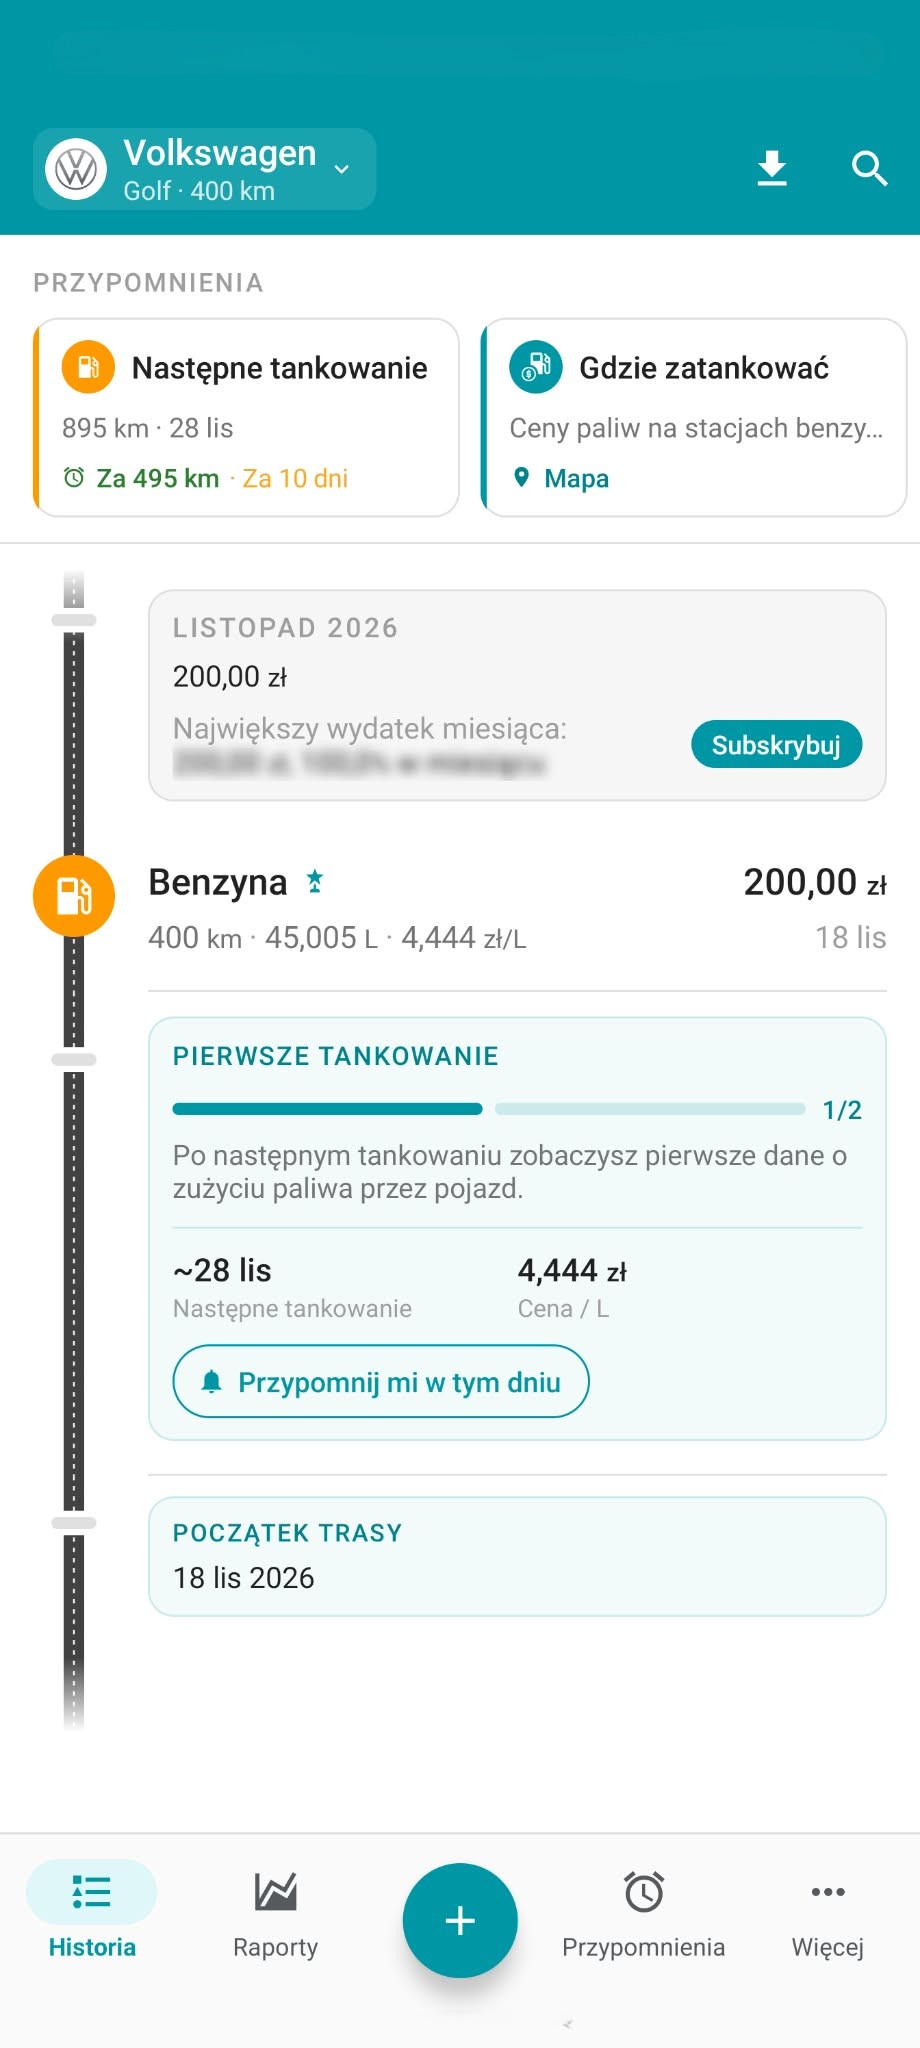 Volkswagen
Golf · 400 km
PRZYPOMNIENIA
Następne tankowanie
895 km · 28 lis
Za 495 km · Za 10 dni
Gdzie zatankować
Ceny paliw na stacjach benzy...
Mapa
LISTOPAD 2026
200,00 zł
Największy wydatek miesiąca:
Subskrybuj
Benzyna
200,00 zł
400 km · 45,005 L · 4,444 zł/L
18 lis
PIERWSZE TANKOWANIE
1/2
Po następnym tankowaniu zobaczysz pierwsze dane o
zużyciu paliwa przez pojazd.
~28 lis
4,444 zł
Następne tankowanie
Cena / L
Przypomnij mi w tym dniu
POCZĄTEK TRASY
18 lis 2026
Historia
Raporty
Przypomnienia
Więcej